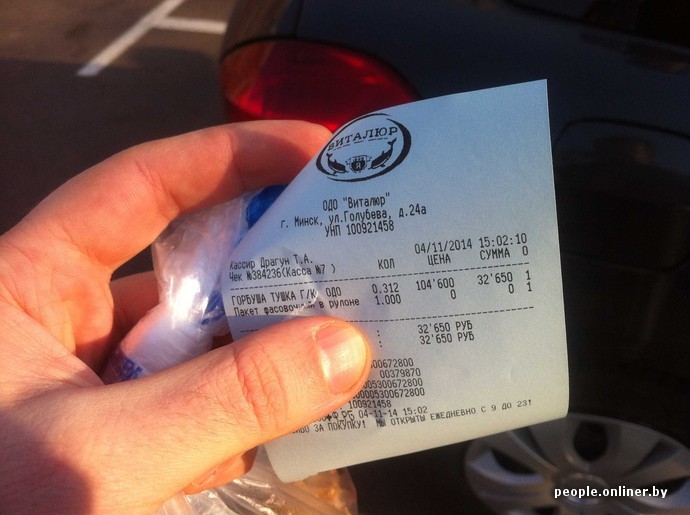 ВИТАЛЮР
ОДО "Виталюр"
г. Минск, ул.Голубева, д.24а
УНП 100921458
Кассир Драгун Т.А.
04/11/2014 15:02:10
Чек №384236(Касса №7 )
КОЛ ЦЕНА СУММА 0
ГОРБУША ТУШКА Г/К ОДО 0.312 104'600 32'650 1
Пакет фасовочный в рулоне 1.000 0 0 1
: 32'650 РУБ
: 32'650 РУБ
00379870
100921458
04-11-14 15:02
ЗА ПОКУПКУ! МЫ ОТКРЫТЫ ЕЖЕДНЕВНО С 9 ДО 23!
people.onliner.by